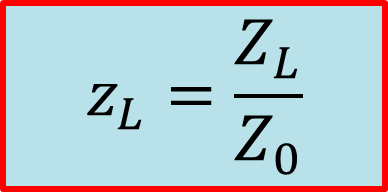 z_L = Z_L / Z_0